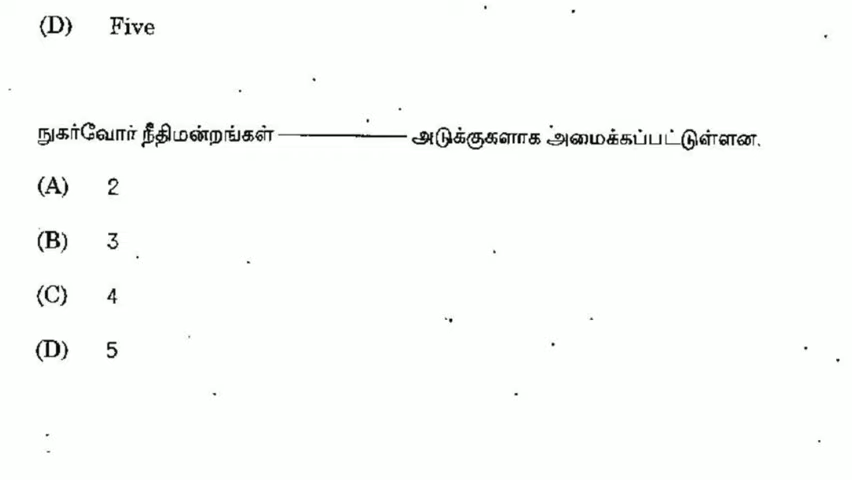 (D) Five
நுகர்வோர் நீதிமன்றங்கள் ————— அடுக்குகளாக அமைக்கப்பட்டுள்ளன.
(A) 2
(B) 3
(C) 4
(D) 5